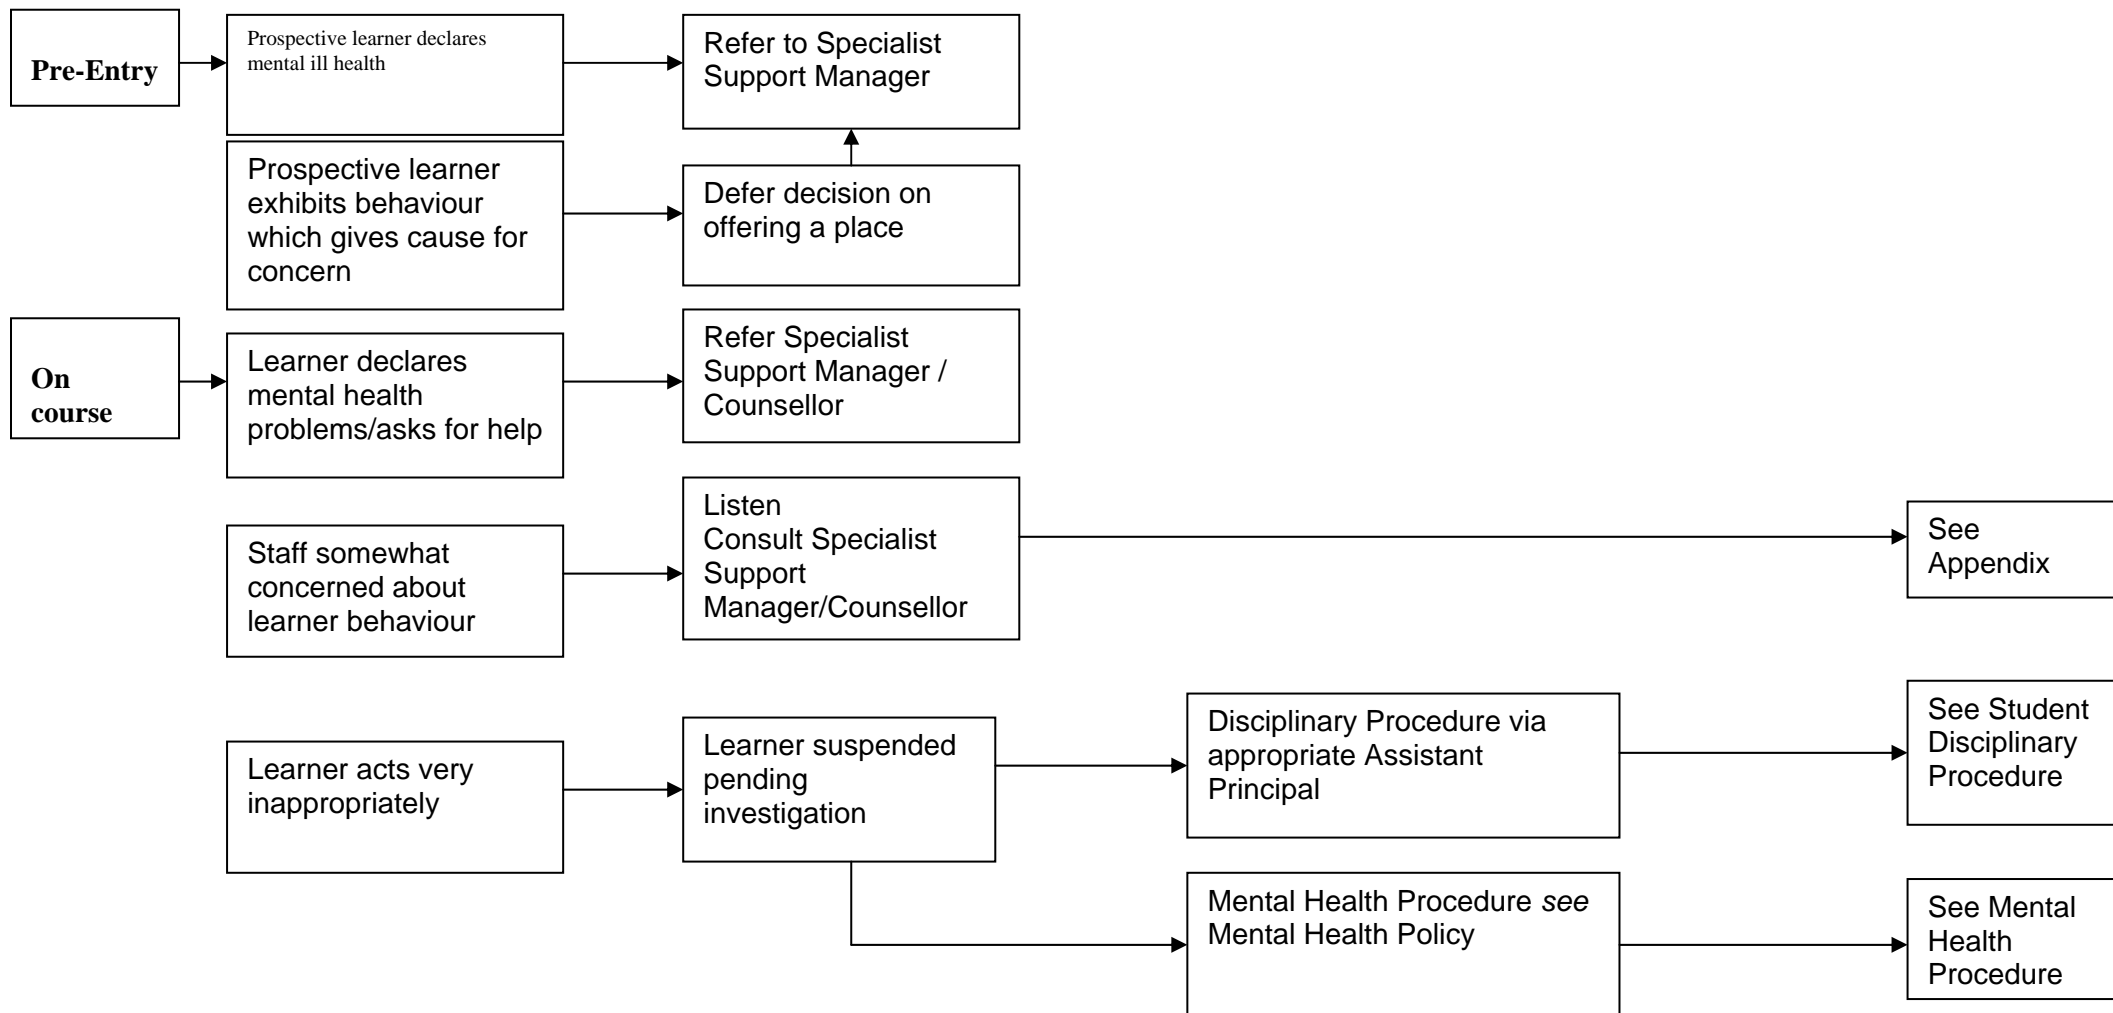 Pre-Entry
Prospective learner declares
mental ill health
Refer to Specialist
Support Manager
Prospective learner
exhibits behaviour
which gives cause for
concern
Defer decision on
offering a place
On
course
Learner declares
mental health
problems/asks for help
Refer Specialist
Support Manager /
Counsellor
Staff somewhat
concerned about
learner behaviour
Listen
Consult Specialist
Support
Manager/Counsellor
See
Appendix
Learner acts very
inappropriately
Learner suspended
pending
investigation
Disciplinary Procedure via
appropriate Assistant
Principal
See Student
Disciplinary
Procedure
Mental Health Procedure see
Mental Health Policy
See Mental
Health
Procedure